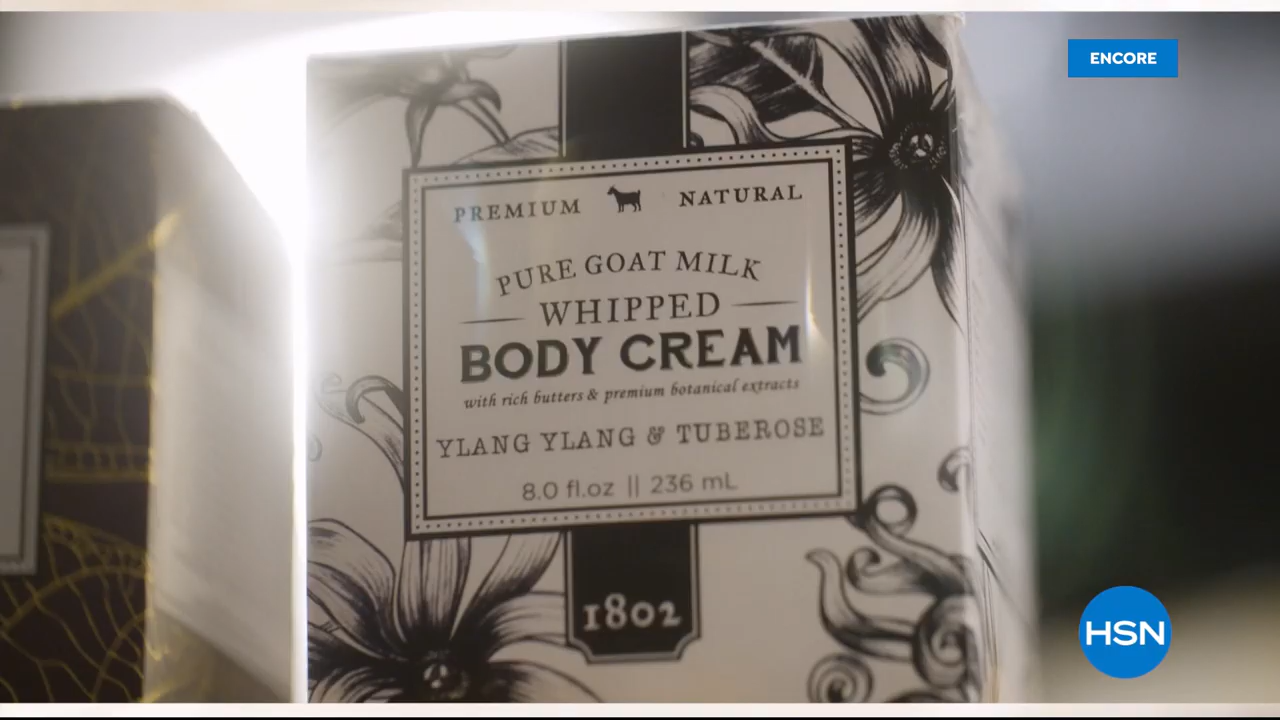 ENCORE
PREMIUM NATURAL
PURE GOAT MILK
WHIPPED
BODY CREAM
with rich butters & premium botanical extracts
YLANG YLANG & TUBEROSE
8.0 fl.oz || 236 mL
1802
HSN